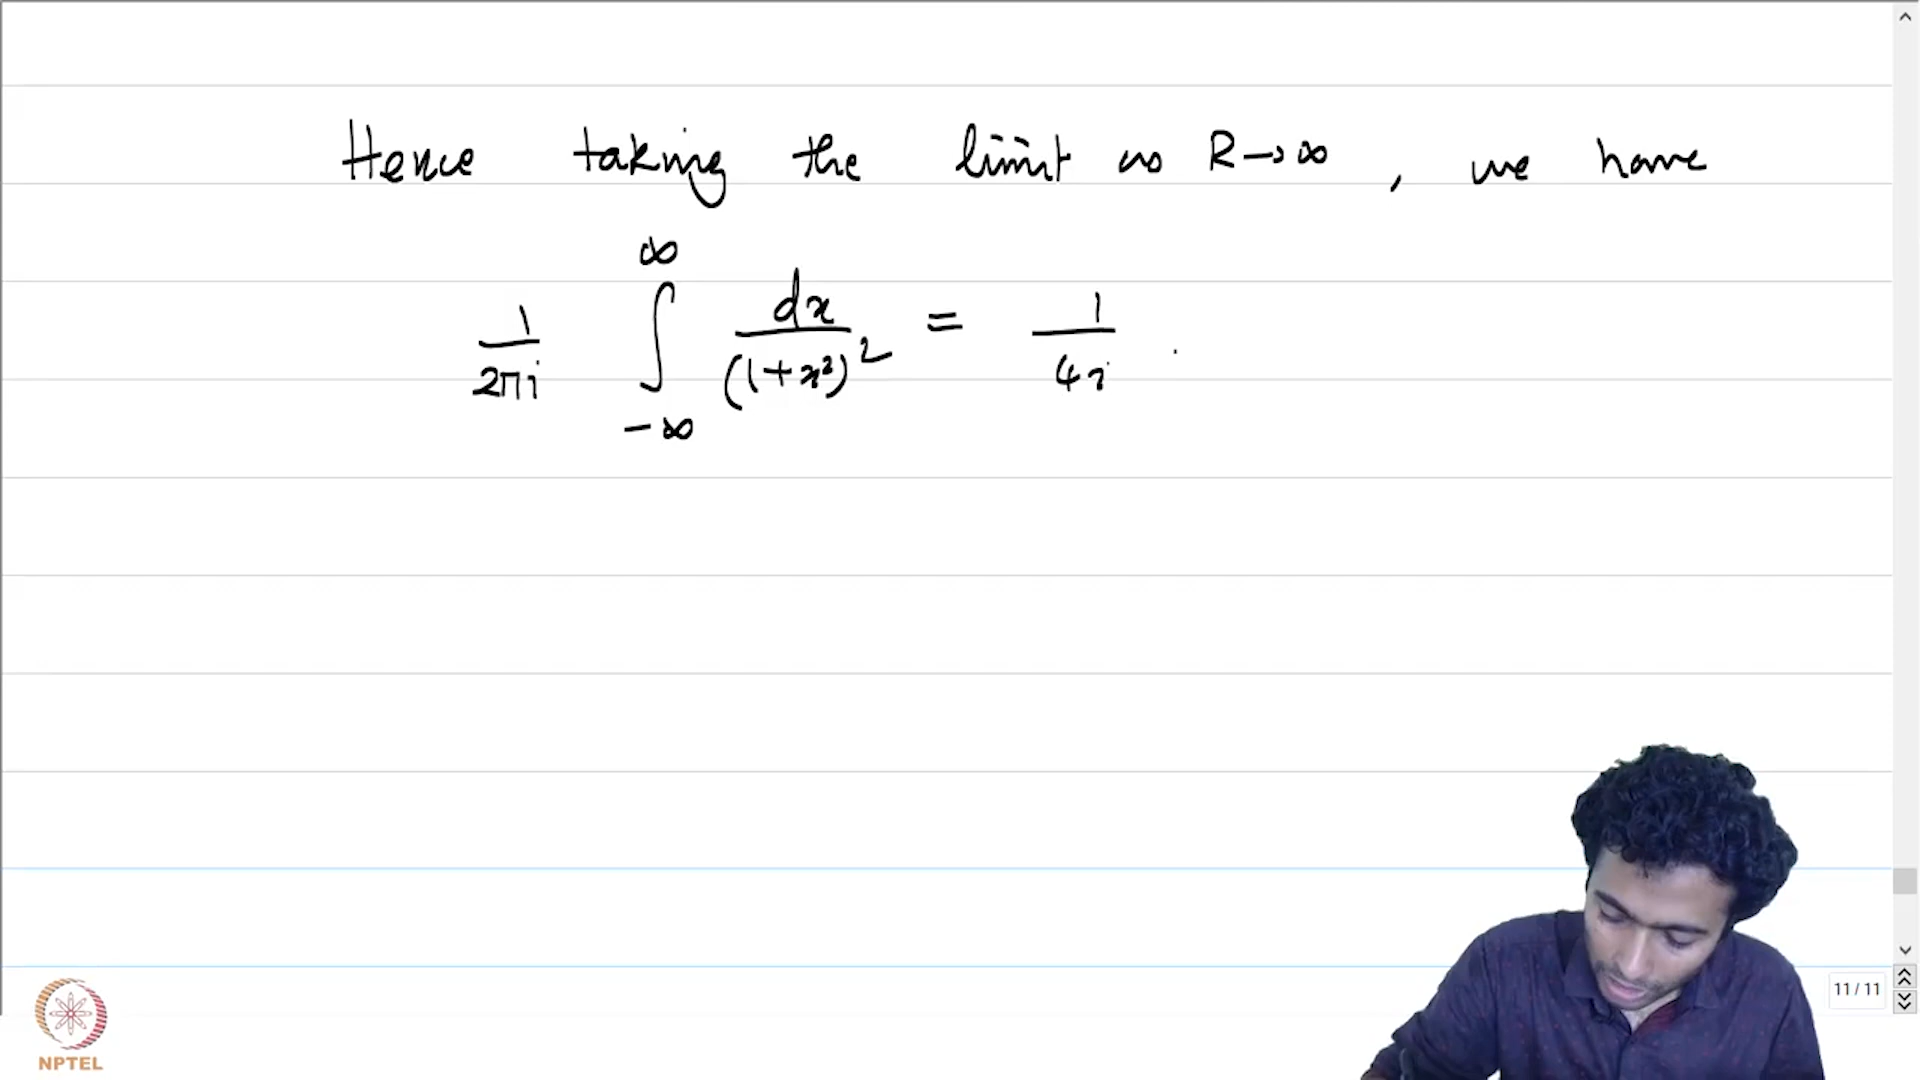 Hence taking the limit as R→∞, we have
1/2πi ∫_{-∞}^{∞} dx/(1+x²)² = 1/4i.
11 / 11
NPTEL